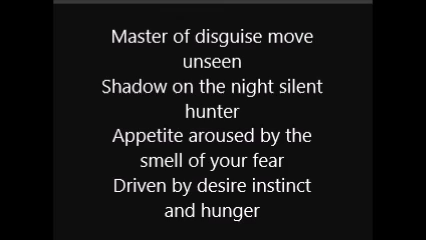 Master of disguise move
unseen
Shadow on the night silent
hunter
Appetite aroused by the
smell of your fear
Driven by desire instinct
and hunger